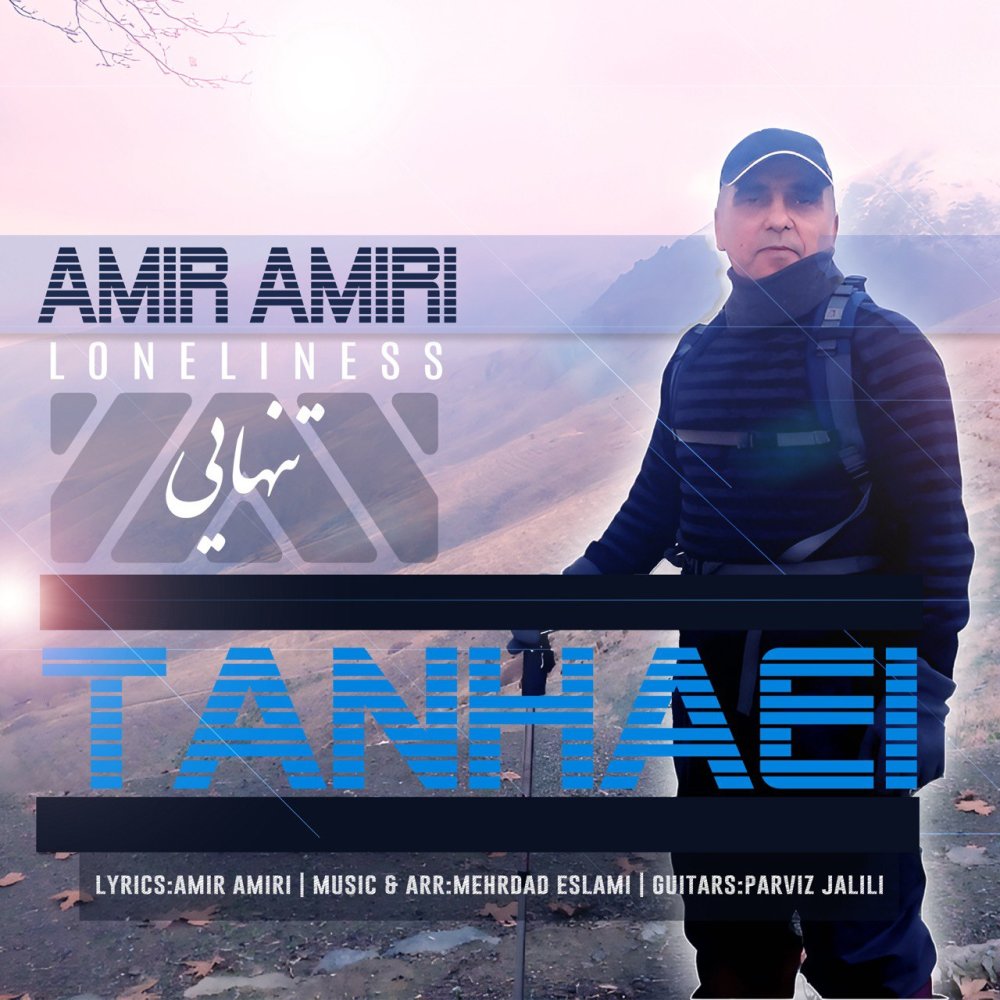 AMIR AMIRI
LONELINESS
تنهایی
TANHAEI
LYRICS:AMIR AMIRI | MUSIC & ARR:MEHRDAD ESLAMI | GUITARS:PARVIZ JALILI